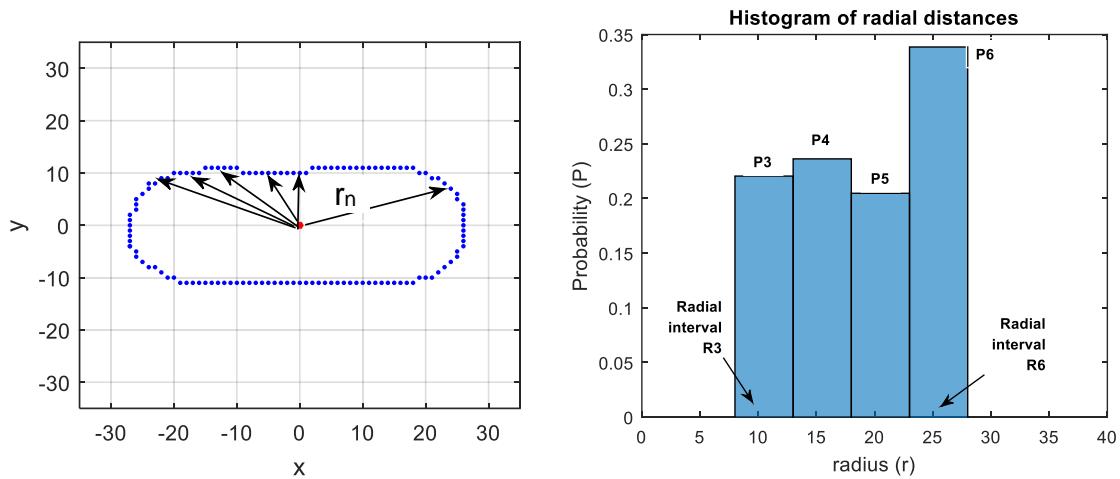 30
20
10
0
-10
-20
-30
y
-30
-20
-10
0
10
20
30
x
rn
Histogram of radial distances
0.35
0.3
0.25
0.2
0.15
0.1
0.05
0
Probability (P)
P3
P4
P5
P6
Radial
interval
R3
Radial
interval
R6
0
5
10
15
20
25
30
35
40
radius (r)